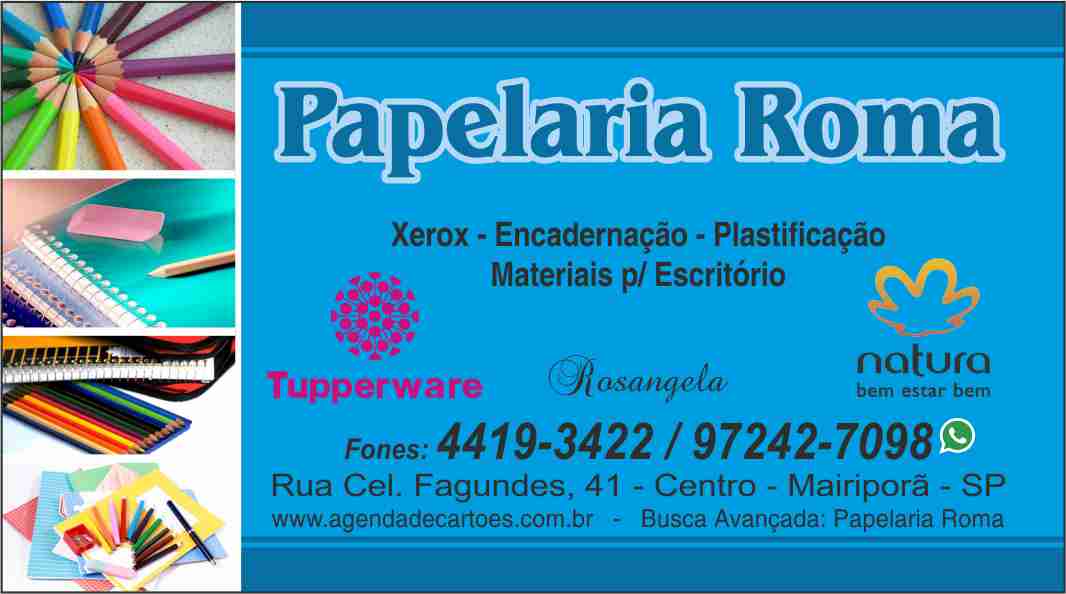 Papelaria Roma
Xerox - Encadernação - Plastificação
Materiais p/ Escritório
Tupperware
Rosangela
natura
bem estar bem
Fones: 4419-3422 / 97242-7098
Rua Cel. Fagundes, 41 - Centro - Mairiporã - SP
www.agendadecartoes.com.br - Busca Avançada: Papelaria Roma